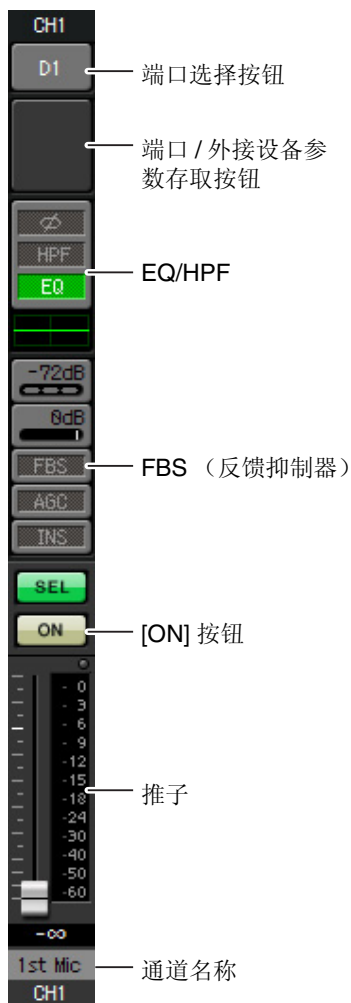 CH1
D1
端口选择按钮
端口 / 外接设备参
数存取按钮
HPF
EQ
EQ/HPF
-72dB
0dB
FBS
FBS （反馈抑制器）
AGC
INS
SEL
ON
[ON] 按钮
- 0
- 3
- 6
- 9
-12
-15
-18
-24
-30
-40
-50
-60
推子
-∞
1st Mic
通道名称
CH1